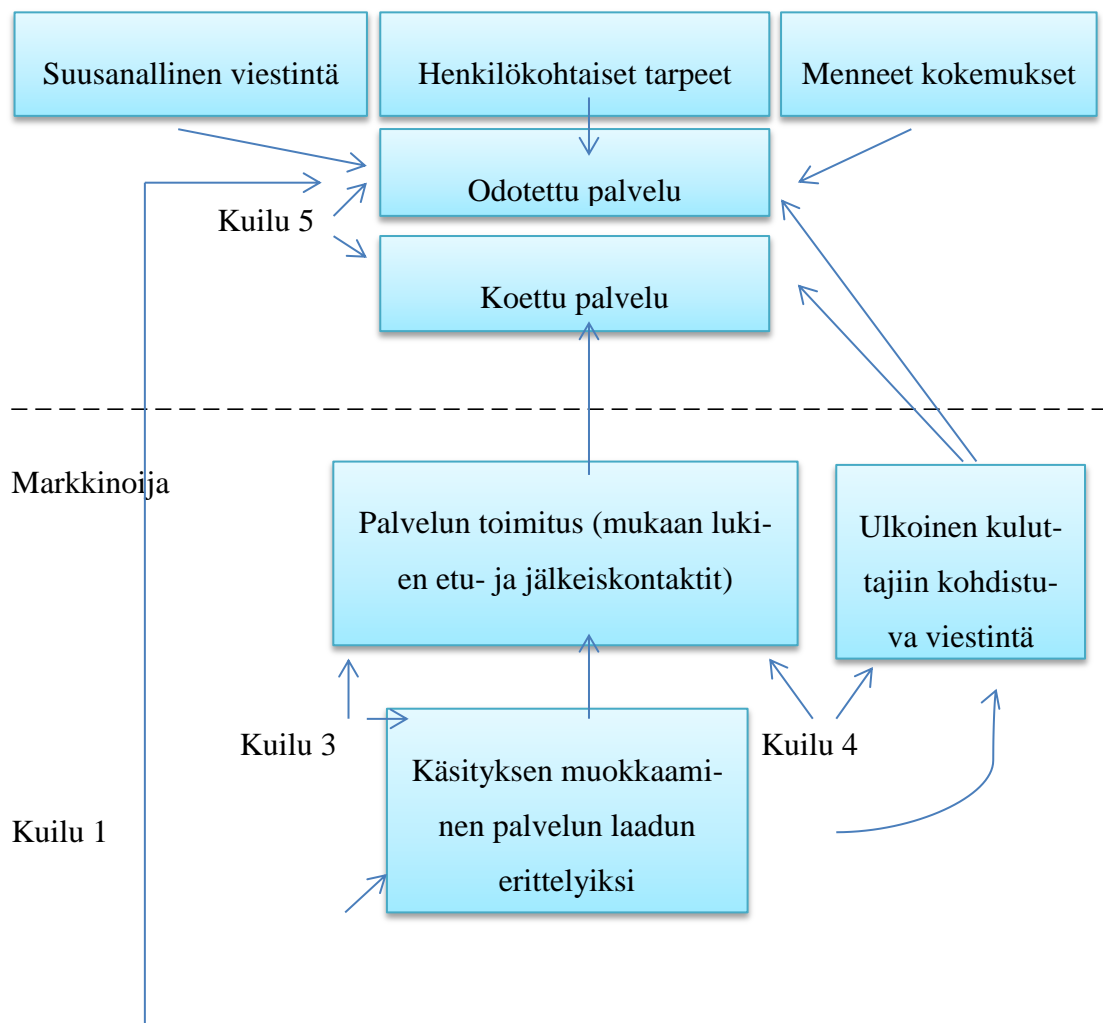 Suusanallinen viestintä
Henkilökohtaiset tarpeet
Menneet kokemukset
Odotettu palvelu
Kuilu 5
Koettu palvelu
Markkinoija
Palvelun toimitus (mukaan luki-
en etu- ja jälkeiskontaktit)
Ulkoinen kulut-
tajiin kohdistu-
va viestintä
Kuilu 3
Kuilu 4
Käsityksen muokkaami-
nen palvelun laadun
erittelyiksi
Kuilu 1